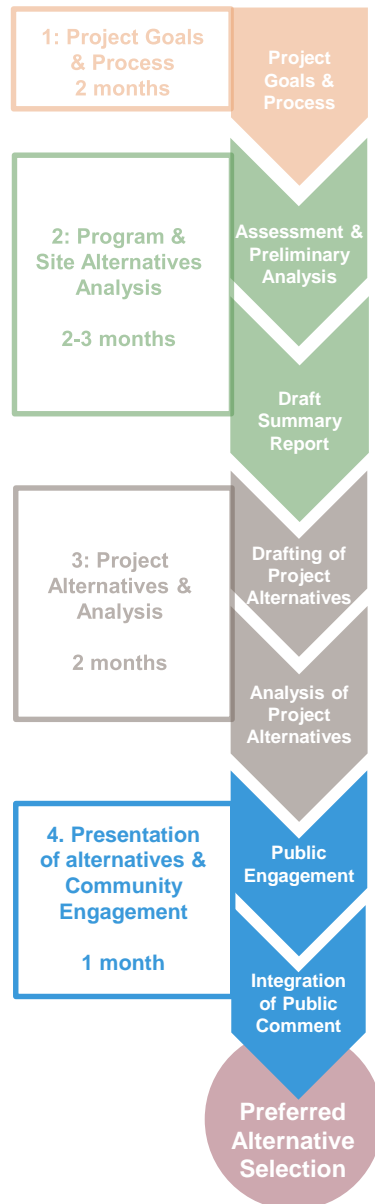 1: Project Goals
& Process
2 months
Project
Goals &
Process
2: Program &
Site Alternatives
Analysis
2-3 months
Assessment &
Preliminary
Analysis
Draft
Summary
Report
3: Project
Alternatives &
Analysis
2 months
Drafting of
Project
Alternatives
Analysis of
Project
Alternatives
4. Presentation
of alternatives &
Community
Engagement
1 month
Public
Engagement
Integration
of Public
Comment
Preferred
Alternative
Selection